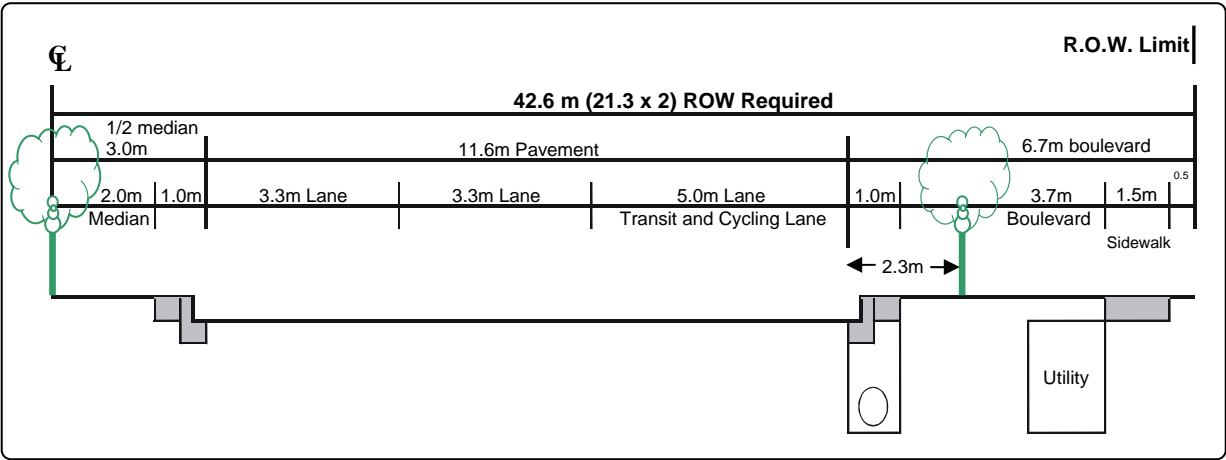 R.O.W. Limit
℄
42.6 m (21.3 x 2) ROW Required
1/2 median
3.0m
11.6m Pavement
6.7m boulevard
0.5
2.0m
1.0m
3.3m Lane
3.3m Lane
5.0m Lane
1.0m
3.7m
1.5m
Median
Transit and Cycling Lane
Boulevard
Sidewalk
2.3m
Utility